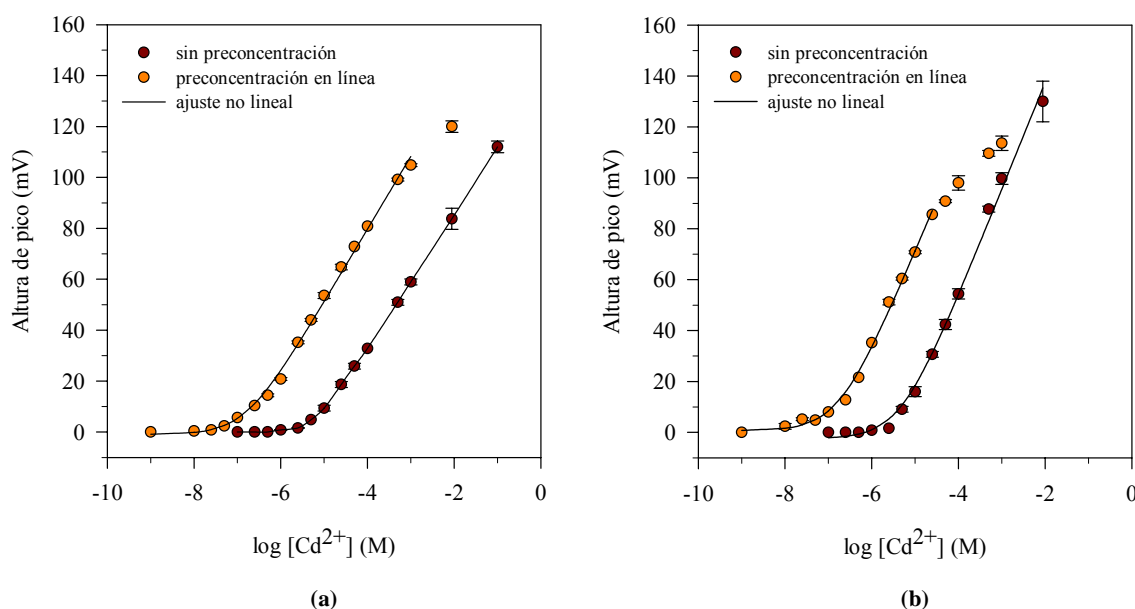 160
140
120
100
80
60
40
20
0
Altura de pico (mV)
sin preconcentración
preconcentración en línea
ajuste no lineal
-10 -8 -6 -4 -2 0
log [Cd2+] (M)
(a)
160
140
120
100
80
60
40
20
0
Altura de pico (mV)
sin preconcentración
preconcentración en línea
ajuste no lineal
-10 -8 -6 -4 -2 0
log [Cd2+] (M)
(b)